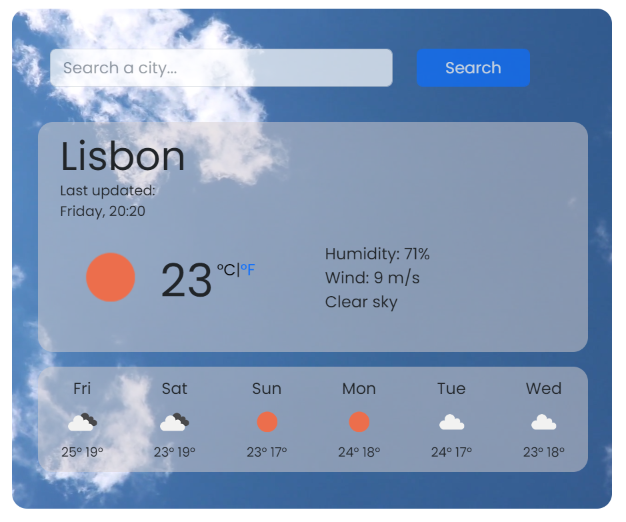 Search a city...
Search
Lisbon
Last updated:
Friday, 20:20
23 °C|°F
Humidity: 71%
Wind: 9 m/s
Clear sky
Fri Sat Sun Mon Tue Wed
25° 19° 23° 19° 23° 17° 24° 18° 24° 17° 23° 18°